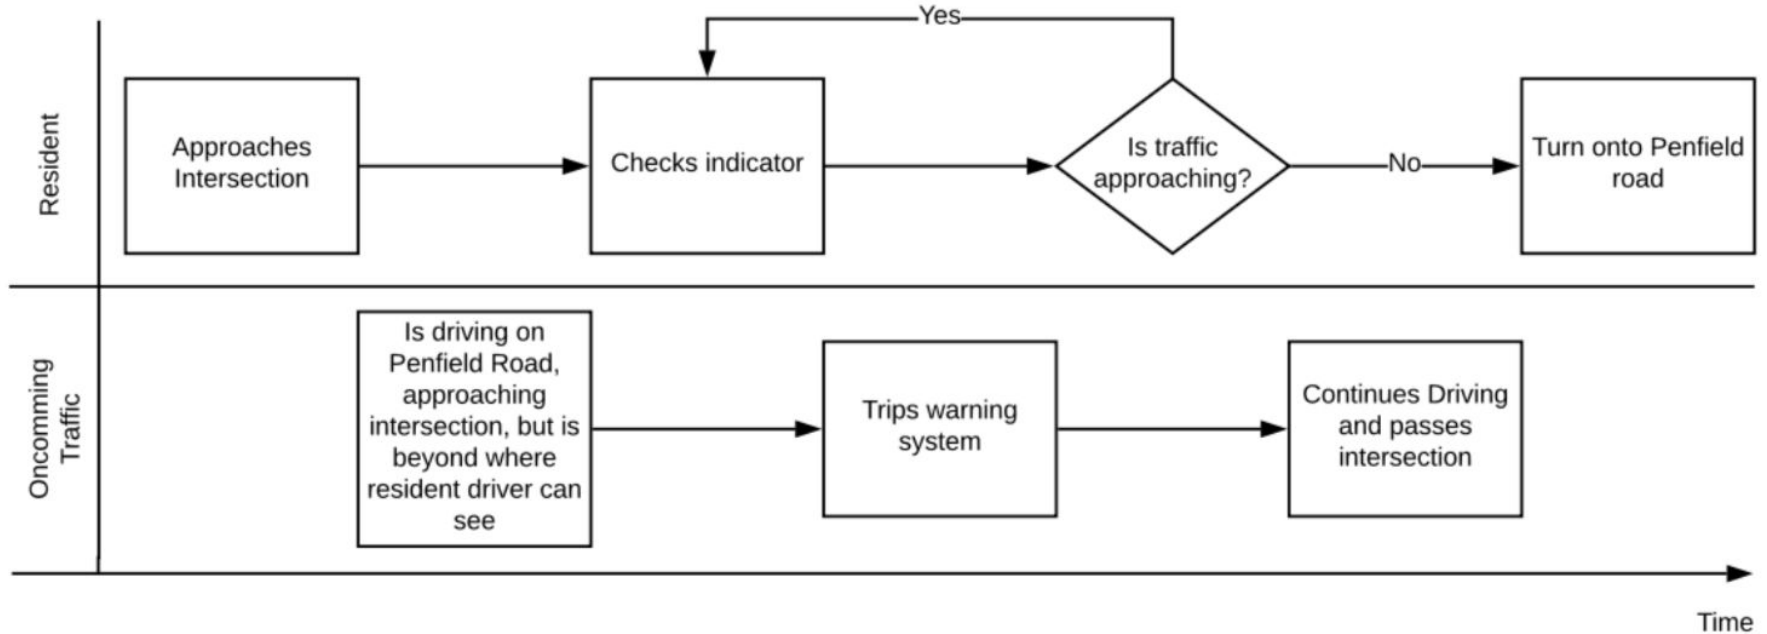 Yes
Resident
Approaches
Intersection
Checks indicator
Is traffic
approaching?
No
Turn onto Penfield
road
Oncomming
Traffic
Is driving on
Penfield Road,
approaching
intersection, but is
beyond where
resident driver can
see
Trips warning
system
Continues Driving
and passes
intersection
Time